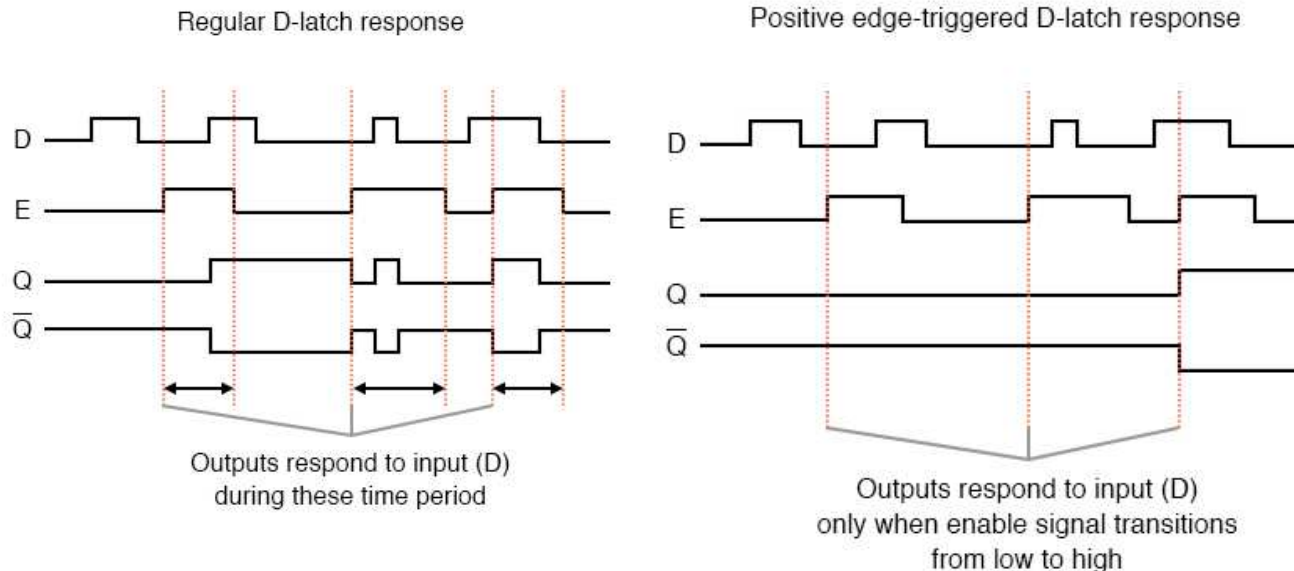 Regular D-latch response
D
E
Q
Q̅
Outputs respond to input (D)
during these time period
Positive edge-triggered D-latch response
D
E
Q
Q̅
Outputs respond to input (D)
only when enable signal transitions
from low to high